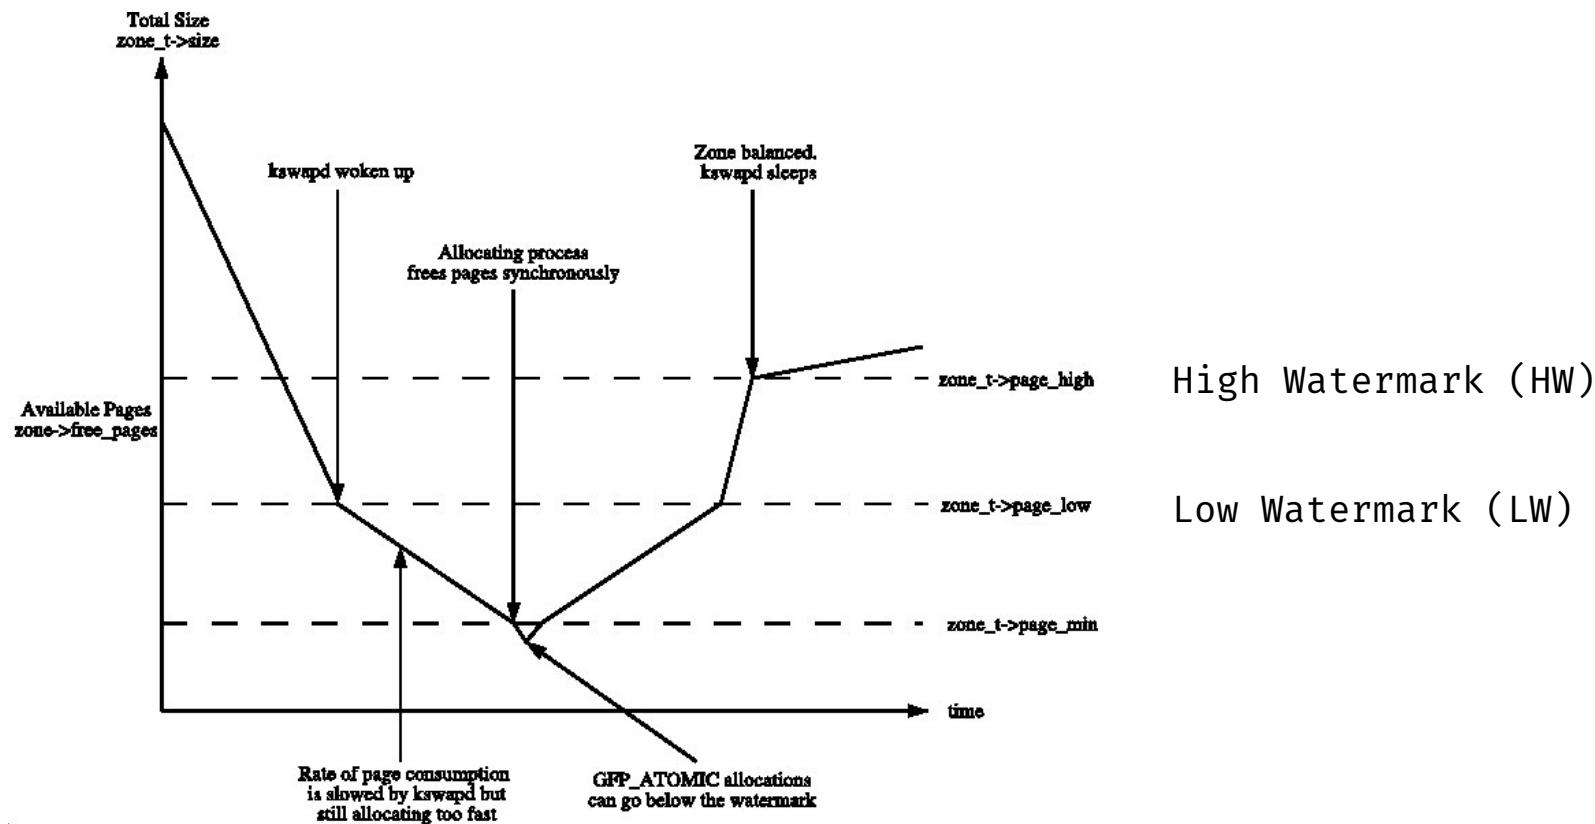 Total Size
zone_t->size
kswapd woken up
Zone balanced.
kswapd sleeps
Allocating process
frees pages synchronously
zone_t->page_high
High Watermark (HW)
Available Pages
zone->free_pages
zone_t->page_low
Low Watermark (LW)
zone_t->page_min
time
Rate of page consumption
is slowed by kswapd but
still allocating too fast
GFP_ATOMIC allocations
can go below the watermark